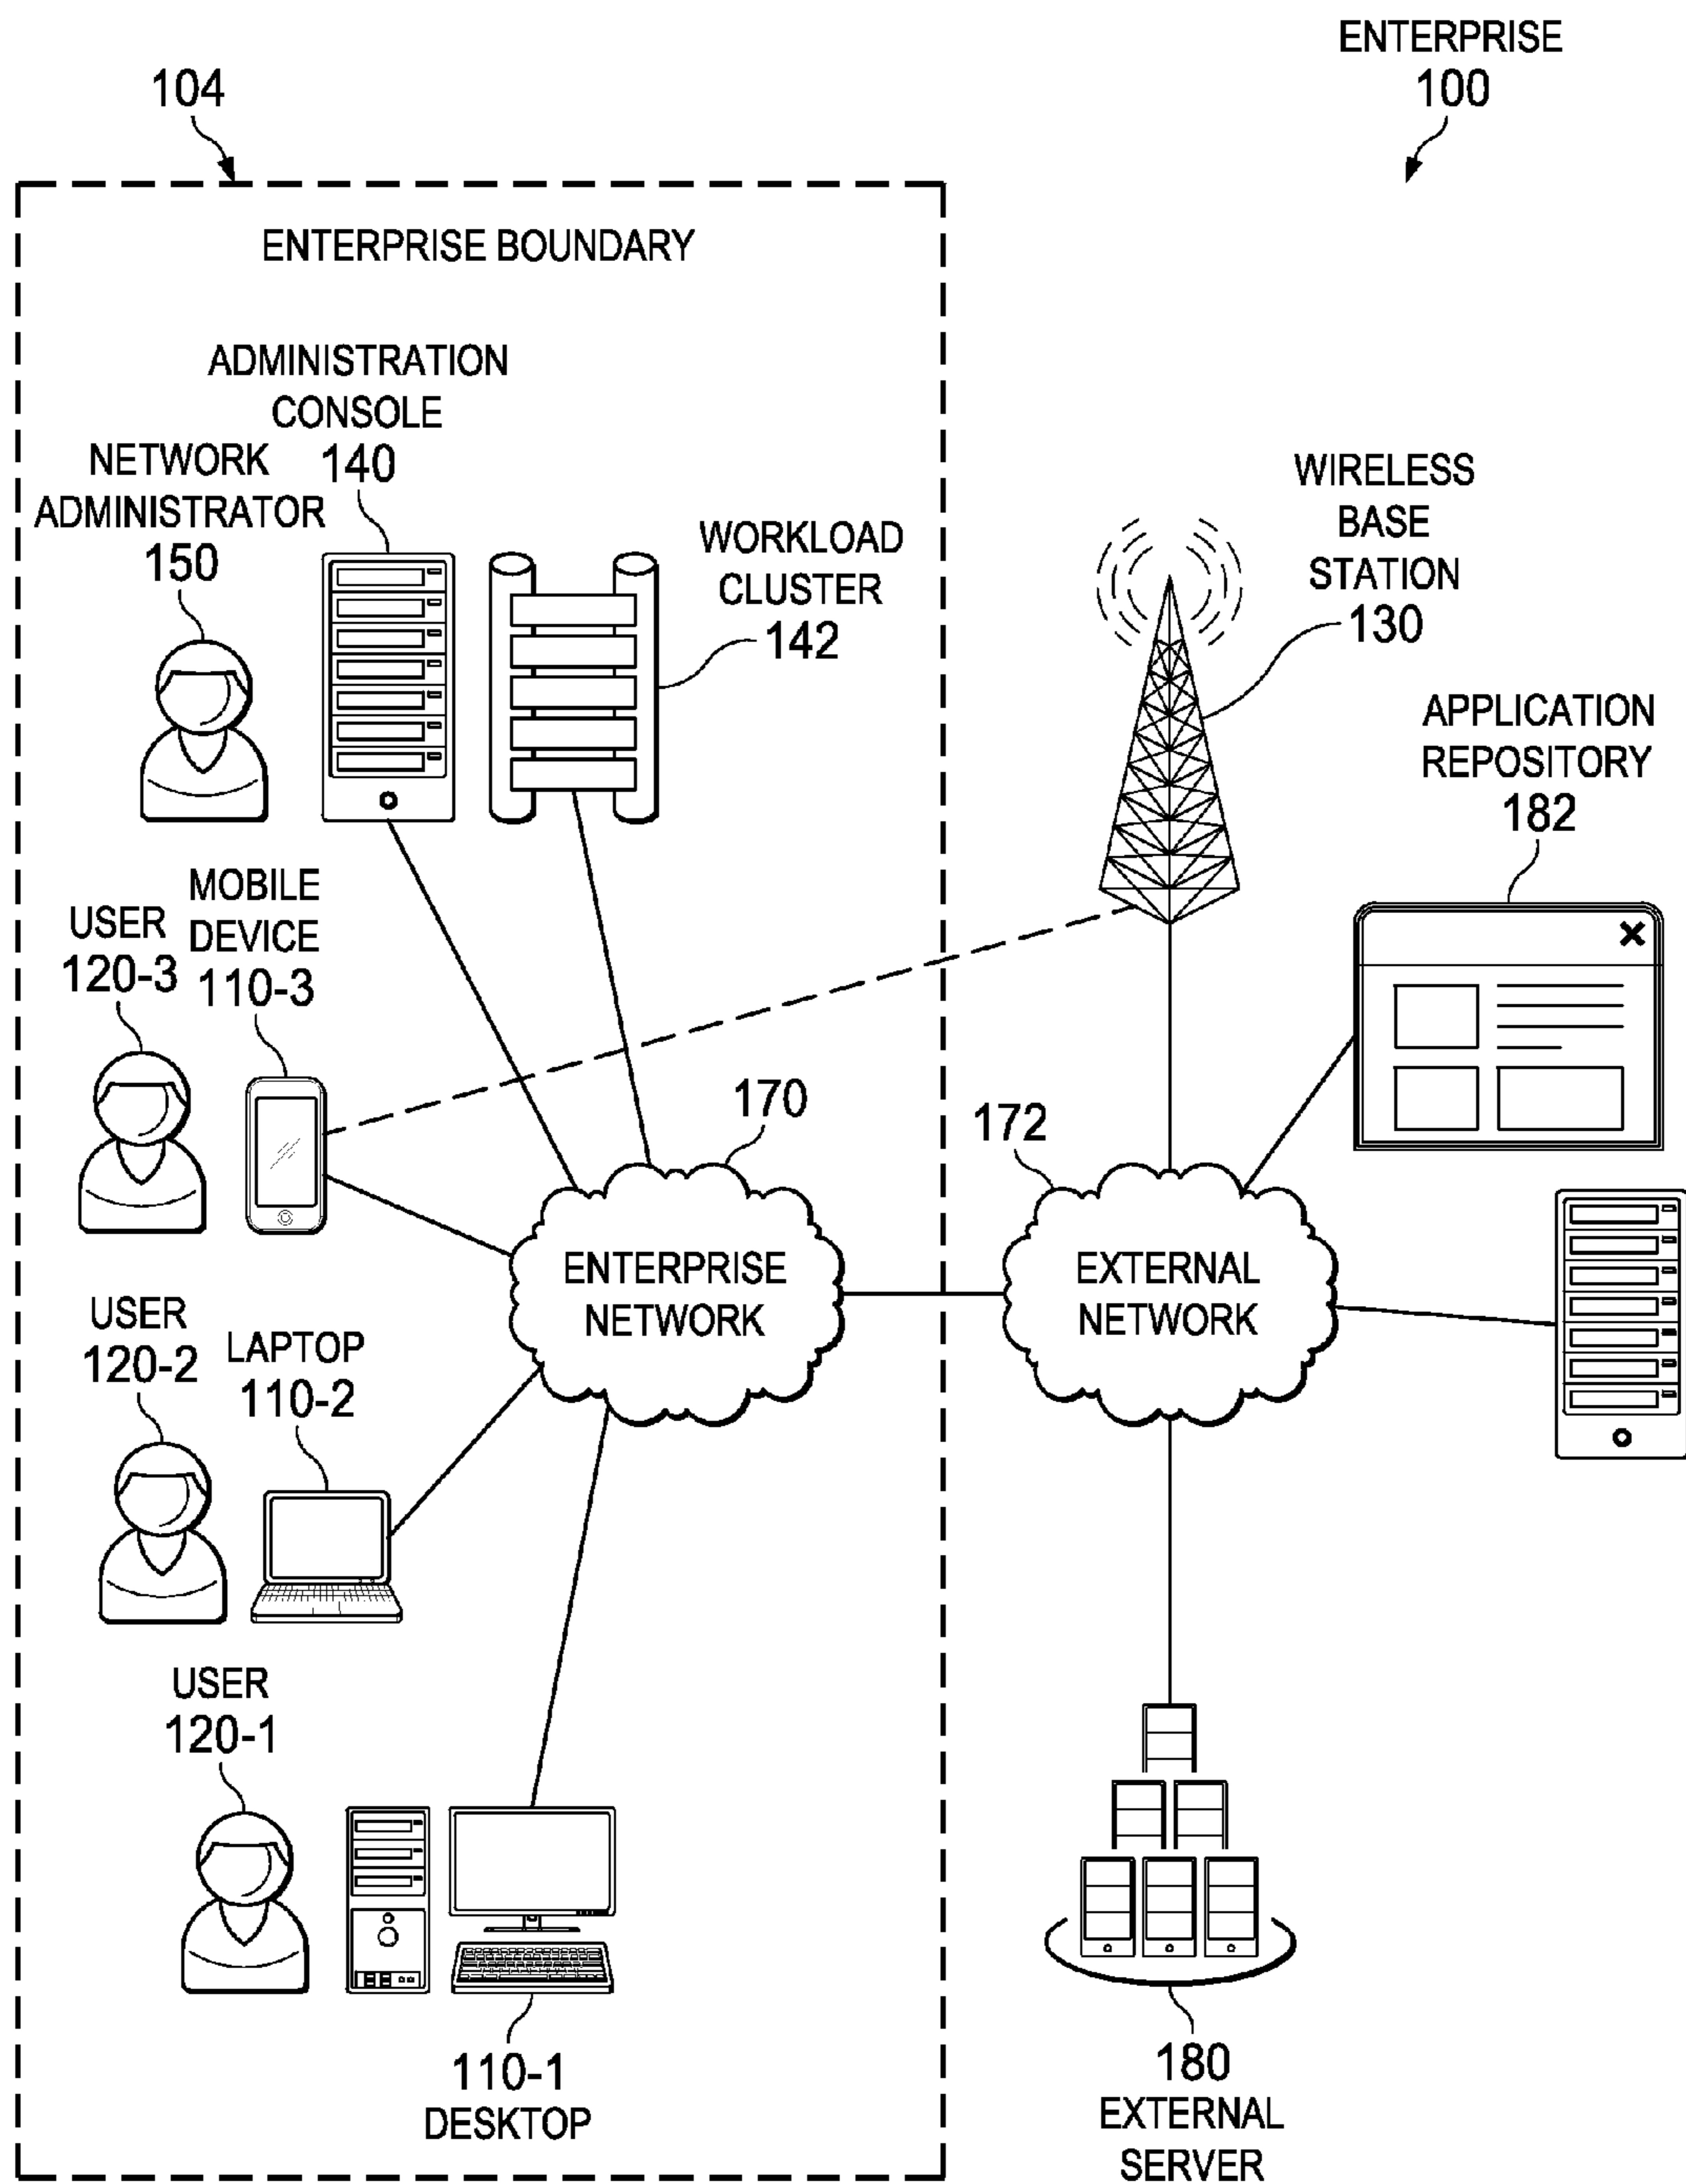 ENTERPRISE
100
104
ENTERPRISE BOUNDARY
ADMINISTRATION
CONSOLE
140
NETWORK
ADMINISTRATOR
150
WORKLOAD
CLUSTER
142
WIRELESS
BASE
STATION
130
APPLICATION
REPOSITORY
182
MOBILE
DEVICE
110-3
USER
120-3
170
172
ENTERPRISE
NETWORK
EXTERNAL
NETWORK
USER
120-2
LAPTOP
110-2
USER
120-1
110-1
DESKTOP
180
EXTERNAL
SERVER